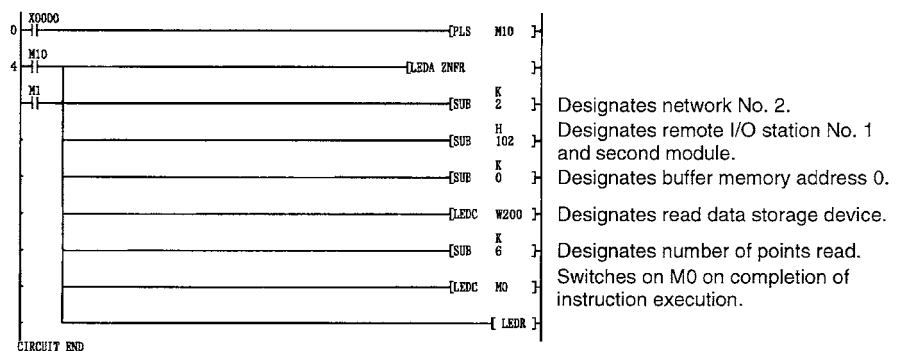 X0000
0 [PLS M10 ]
M10
4 [LEDA ZNFR ]
M1 K
[SUB 2 ] Designates network No. 2.
H
[SUB 102 ] Designates remote I/O station No. 1
and second module.
K
[SUB 0 ] Designates buffer memory address 0.
[LEDC W200 ] Designates read data storage device.
K
[SUB 6 ] Designates number of points read.
[LEDC M0 ] Switches on M0 on completion of
instruction execution.
[ LEDR ]
CIRCUIT END